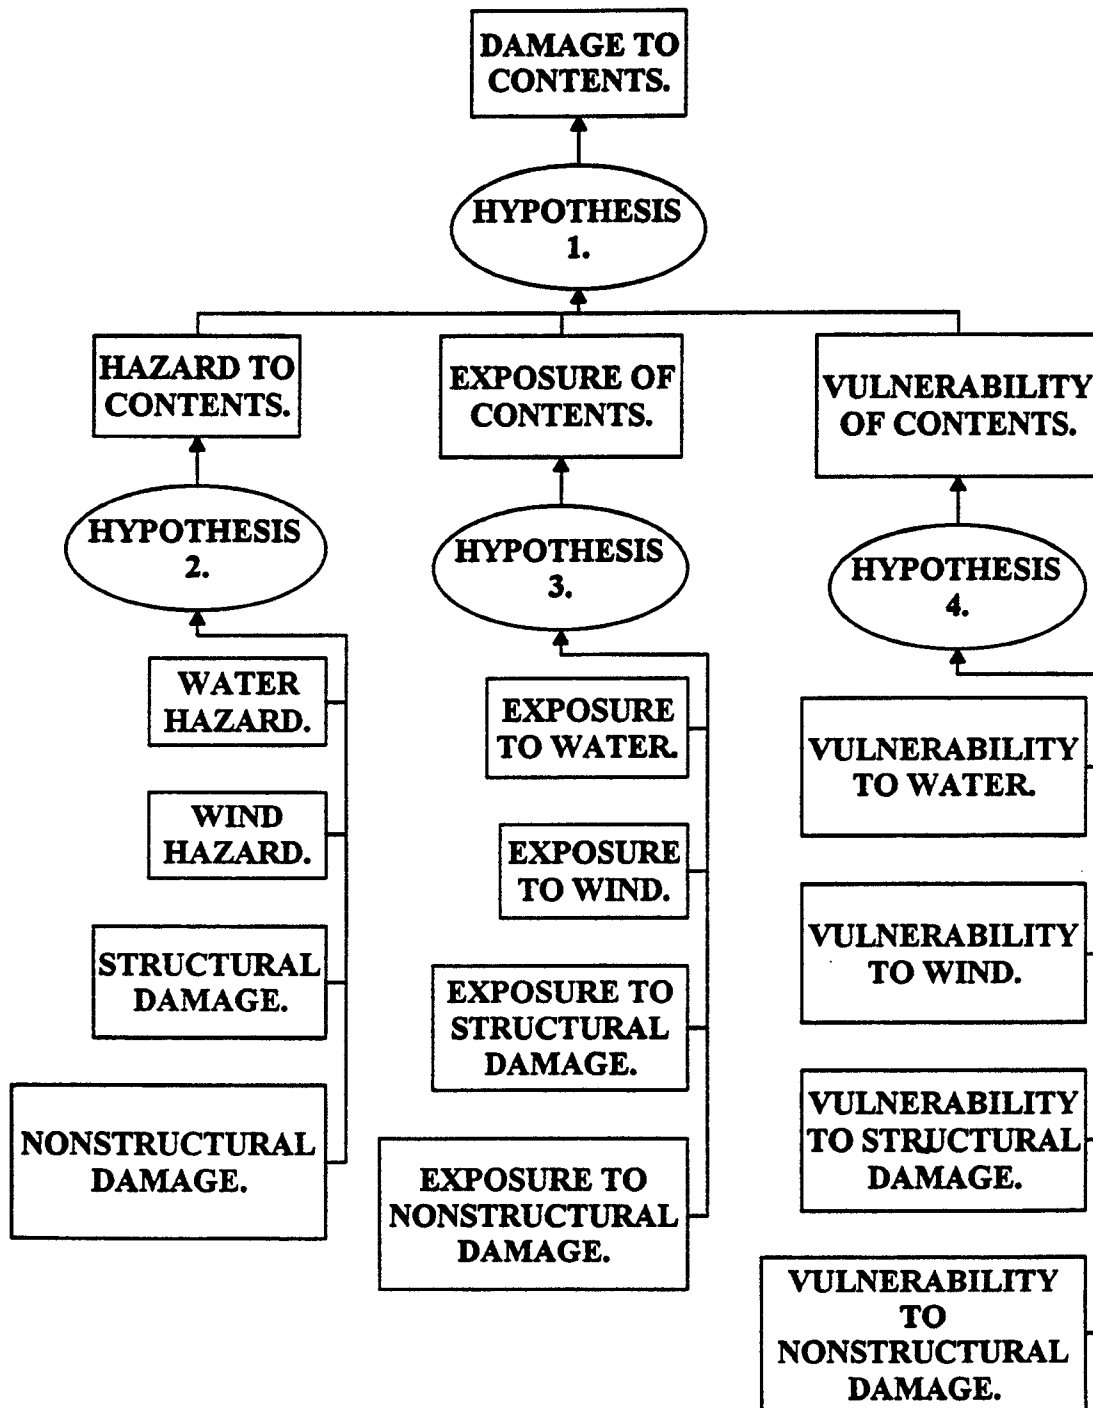 DAMAGE TO
CONTENTS.
HYPOTHESIS
1.
HAZARD TO
CONTENTS.
EXPOSURE OF
CONTENTS.
VULNERABILITY
OF CONTENTS.
HYPOTHESIS
2.
HYPOTHESIS
3.
HYPOTHESIS
4.
WATER
HAZARD.
WIND
HAZARD.
STRUCTURAL
DAMAGE.
NONSTRUCTURAL
DAMAGE.
EXPOSURE
TO WATER.
EXPOSURE
TO WIND.
EXPOSURE TO
STRUCTURAL
DAMAGE.
EXPOSURE TO
NONSTRUCTURAL
DAMAGE.
VULNERABILITY
TO WATER.
VULNERABILITY
TO WIND.
VULNERABILITY
TO STRUCTURAL
DAMAGE.
VULNERABILITY
TO
NONSTRUCTURAL
DAMAGE.